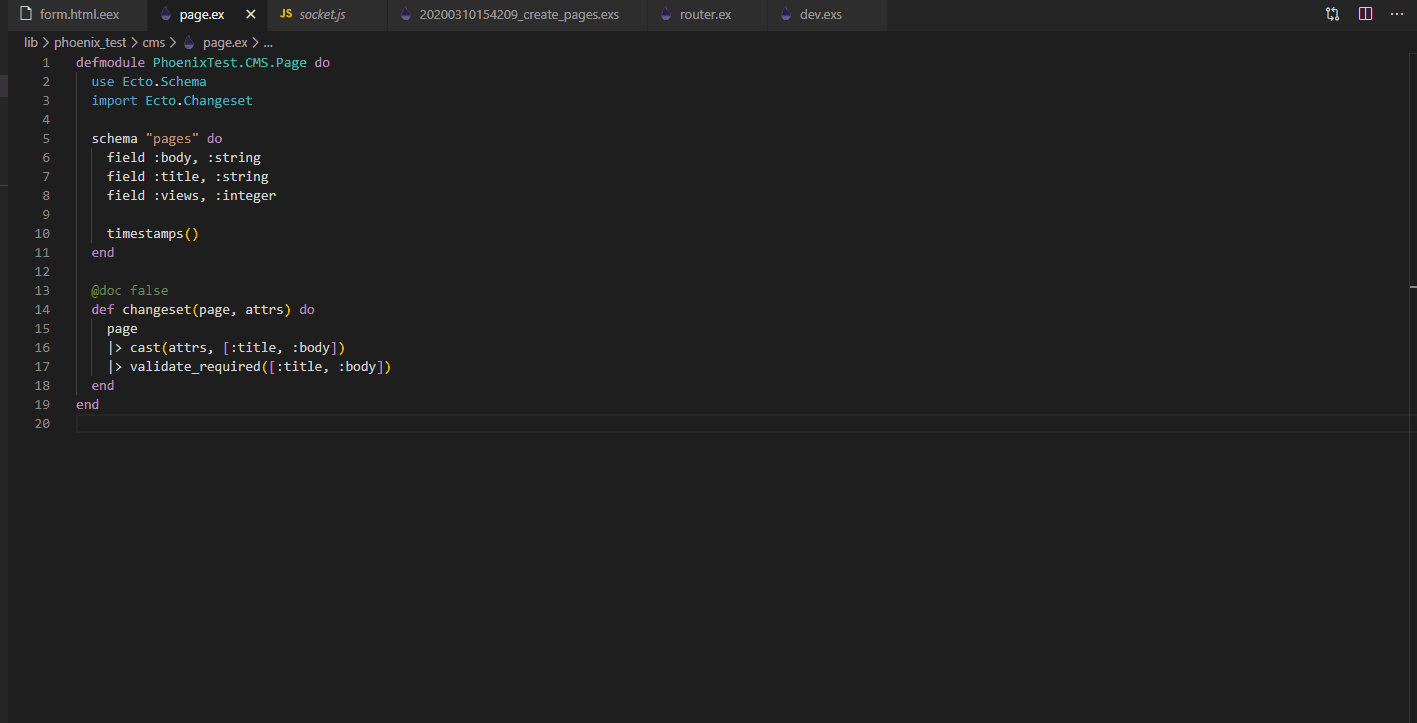 form.html.eex page.ex JS socket.js 20200310154209_create_pages.exs router.ex dev.exs
lib > phoenix_test > cms > page.ex > ...
1 defmodule PhoenixTest.CMS.Page do
2   use Ecto.Schema
3   import Ecto.Changeset
4
5   schema "pages" do
6     field :body, :string
7     field :title, :string
8     field :views, :integer
9
10     timestamps()
11   end
12
13   @doc false
14   def changeset(page, attrs) do
15     page
16     |> cast(attrs, [:title, :body])
17     |> validate_required([:title, :body])
18   end
19 end
20